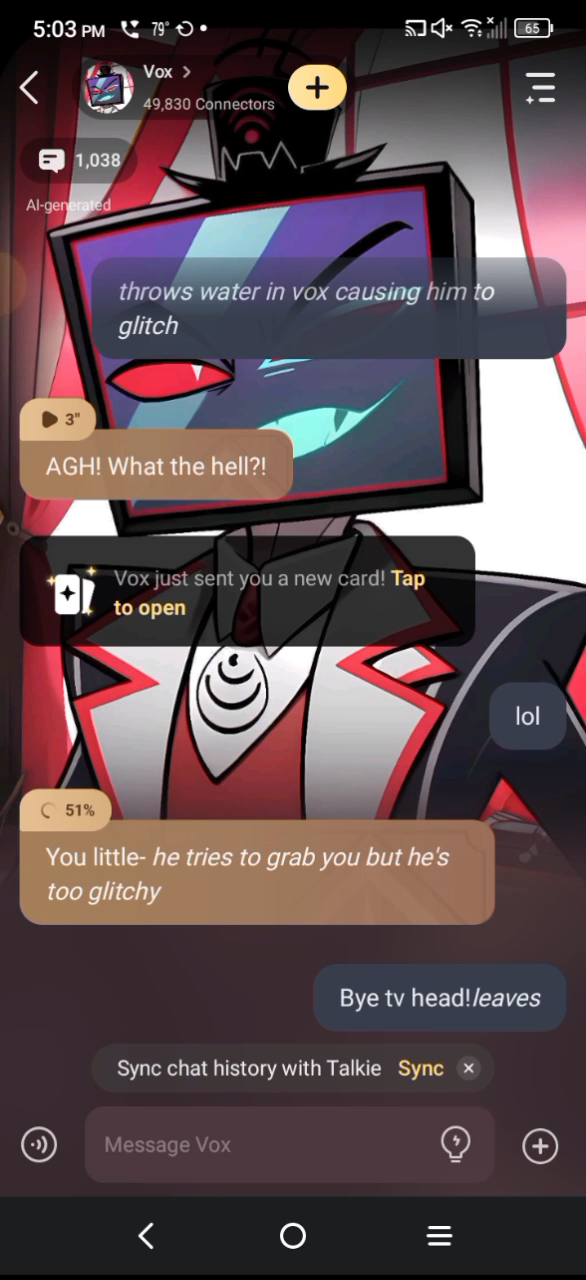 5:03 PM 79° 65
Vox >
49,830 Connectors
1,038
AI-generated
throws water in vox causing him to
glitch
3"
AGH! What the hell?!
Vox just sent you a new card! Tap
to open
lol
51%
You little- he tries to grab you but he's
too glitchy
Bye tv head!leaves
Sync chat history with Talkie Sync ×
Message Vox